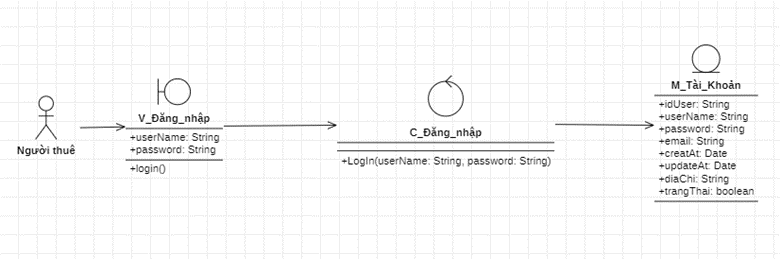 Người thuê
V_Đăng_nhập
+userName: String
+password: String
+login()
C_Đăng_nhập
+LogIn(userName: String, password: String)
M_Tài_Khoản
+idUser: String
+userName: String
+password: String
+email: String
+creatAt: Date
+updateAt: Date
+diaChi: String
+trangThai: boolean